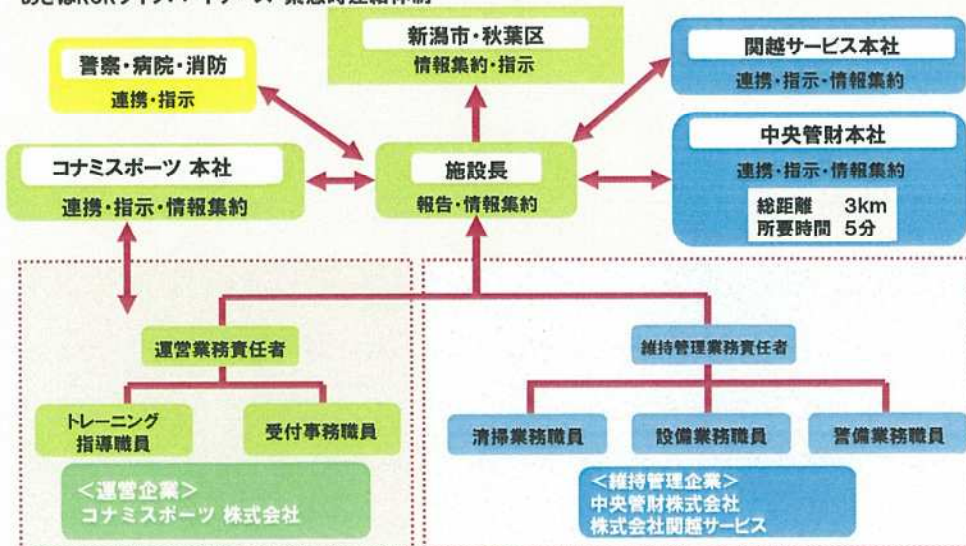 緊急時連絡体制
新潟市・秋葉区
情報集約・指示
警察・病院・消防
連携・指示
関越サービス本社
連携・指示・情報集約
コナミスポーツ 本社
連携・指示・情報集約
施設長
報告・情報集約
中央管財本社
連携・指示・情報集約
総距離 3km
所要時間 5分
運営業務責任者
維持管理業務責任者
トレーニング
指導職員
受付事務職員
清掃業務職員
設備業務職員
警備業務職員
＜運営企業＞
コナミスポーツ 株式会社
＜維持管理企業＞
中央管財株式会社
株式会社関越サービス